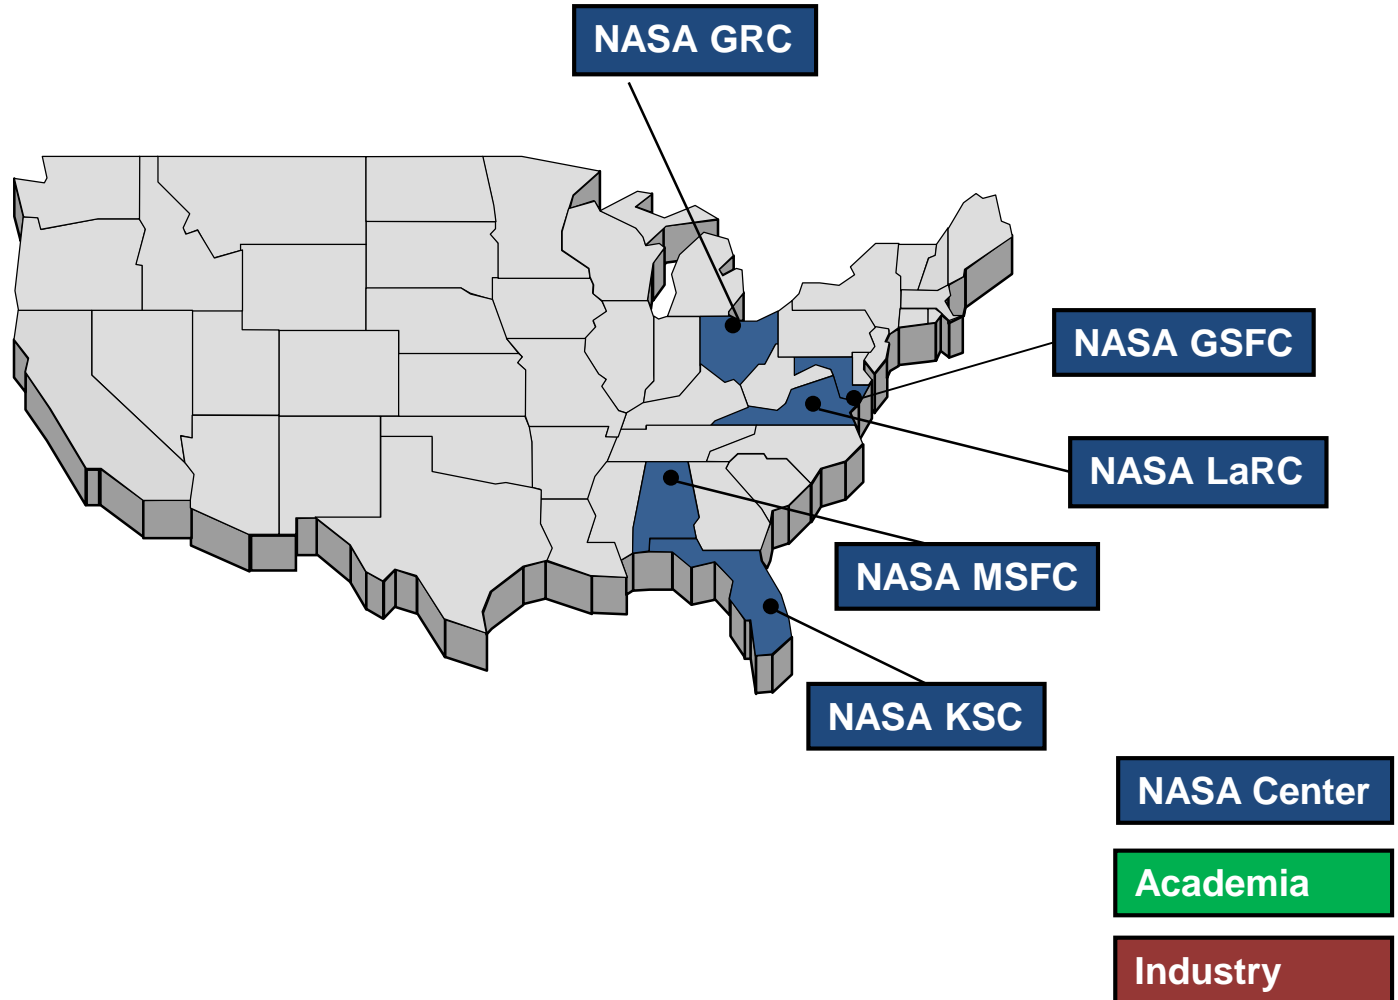 NASA GRC
NASA GSFC
NASA LaRC
NASA MSFC
NASA KSC
NASA Center
Academia
Industry